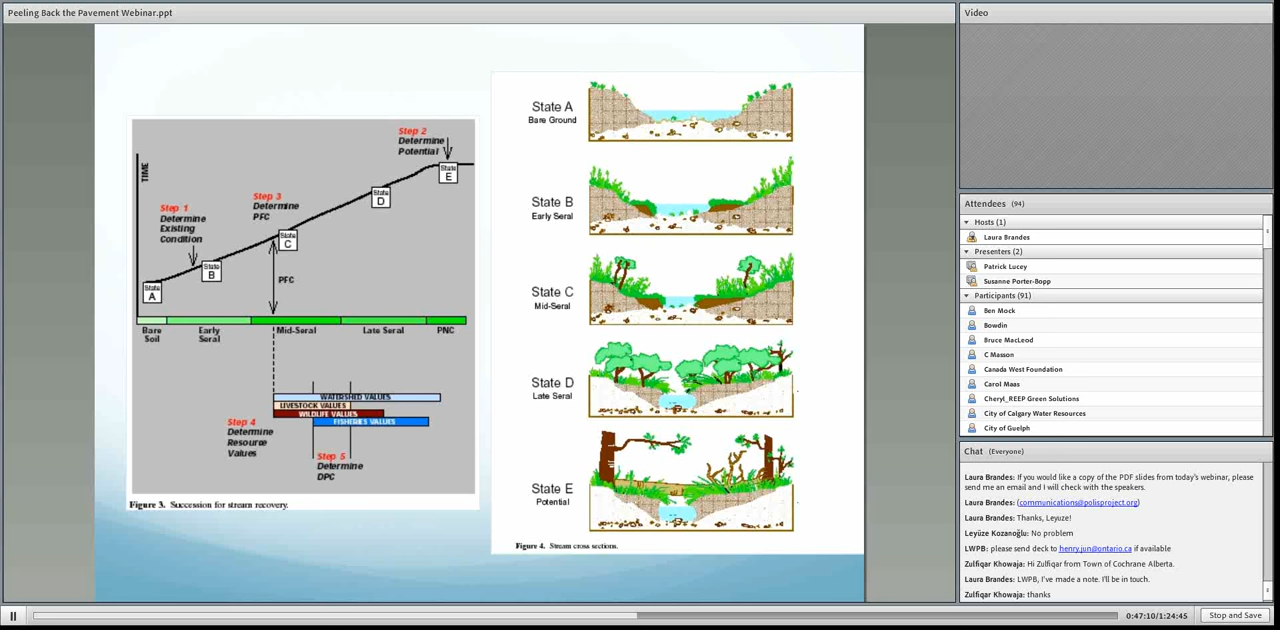 Peeling Back the Pavement Webinar.ppt
Step 2
Determine
Potential
TIME
State
E
Step 3
Determine
PFC
State
D
Step 1
Determine
Existing
Condition
State
C
State
B
PFC
State
A
Bare
Soil
Early
Seral
Mid-Seral
Late Seral
PNC
WATERSHED VALUES
LIVESTOCK VALUES
WILDLIFE VALUES
FISHERIES VALUES
Step 4
Determine
Resource
Values
Step 5
Determine
DPC
Figure 3. Succession for stream recovery.
State A
Bare Ground
State B
Early Seral
State C
Mid-Seral
State D
Late Seral
State E
Potential
Figure 4. Stream cross sections.
Video
Attendees (94)
Hosts (1)
Laura Brandes
Presenters (2)
Patrick Lucey
Susanne Porter-Bopp
Participants (91)
Ben Mock
Bowdin
Bruce MacLeod
C Masson
Canada West Foundation
Carol Maas
Cheryl_REEP Green Solutions
City of Calgary Water Resources
City of Guelph
Chat (Everyone)
Laura Brandes: If you would like a copy of the PDF slides from today's webinar, please
send me an email and I will check with the speakers.
Laura Brandes: (communications@polisproject.org)
Laura Brandes: Thanks, Leyuze!
Leyüze Kozanoğlu: No problem
LWPB: please send deck to henry.jun@ontario.ca if available
Zulfiqar Khowaja: Hi Zulfiqar from Town of Cochrane Alberta.
Laura Brandes: LWPB, I've made a note. I'll be in touch.
Zulfiqar Khowaja: thanks
0:47:10/1:24:45
Stop and Save